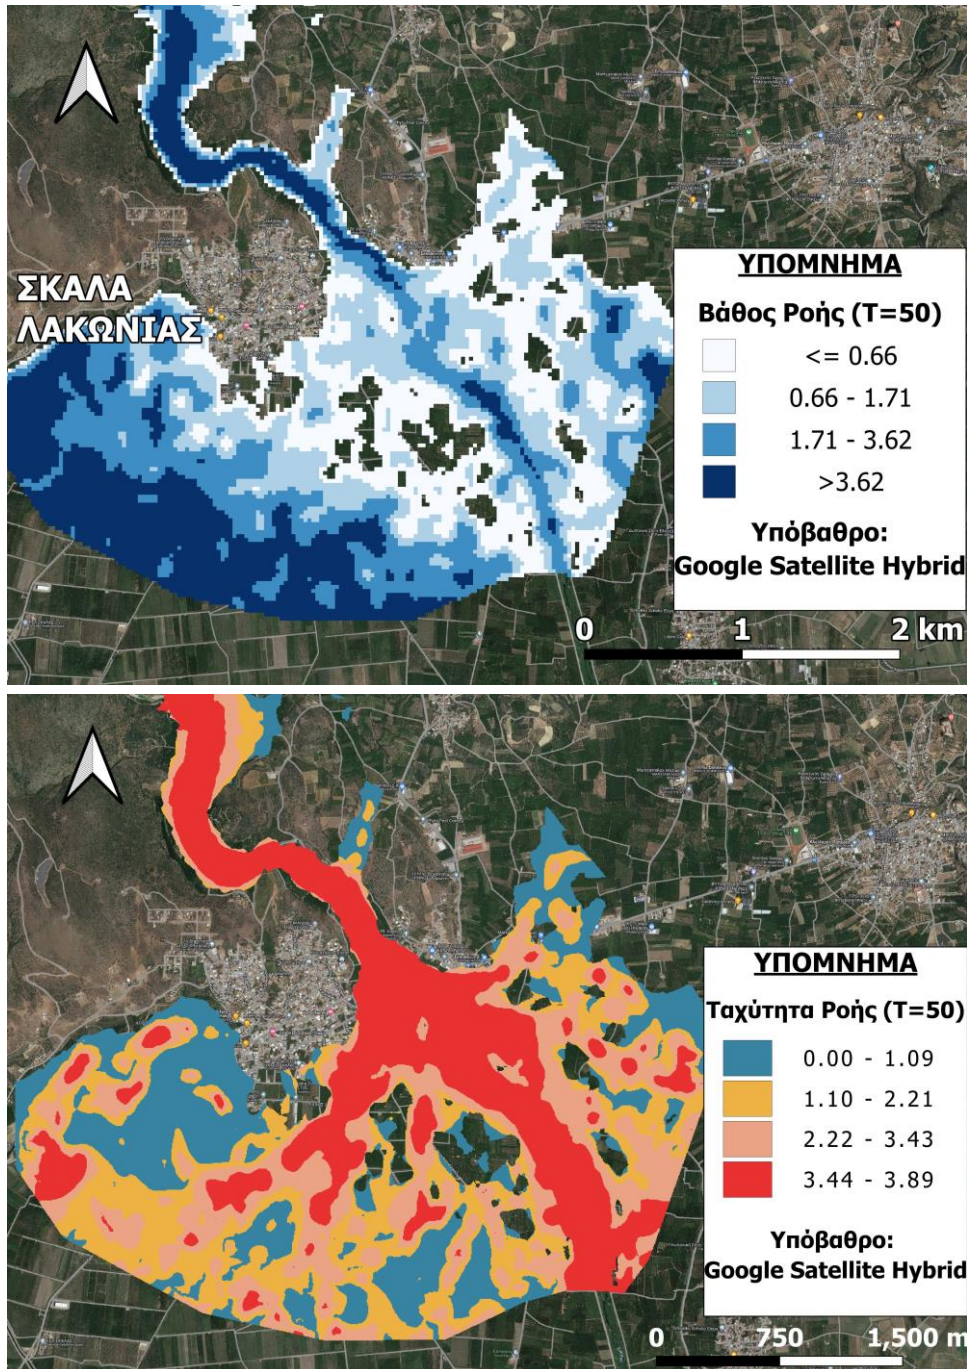 ΣΚΑΛΑ
ΛΑΚΩΝΙΑΣ
ΥΠΟΜΝΗΜΑ
Βάθος Ροής (T=50)
<= 0.66
0.66 - 1.71
1.71 - 3.62
>3.62
Υπόβαθρο:
Google Satellite Hybrid
0 1 2 km
ΥΠΟΜΝΗΜΑ
Ταχύτητα Ροής (T=50)
0.00 - 1.09
1.10 - 2.21
2.22 - 3.43
3.44 - 3.89
Υπόβαθρο:
Google Satellite Hybrid
0 750 1,500 m